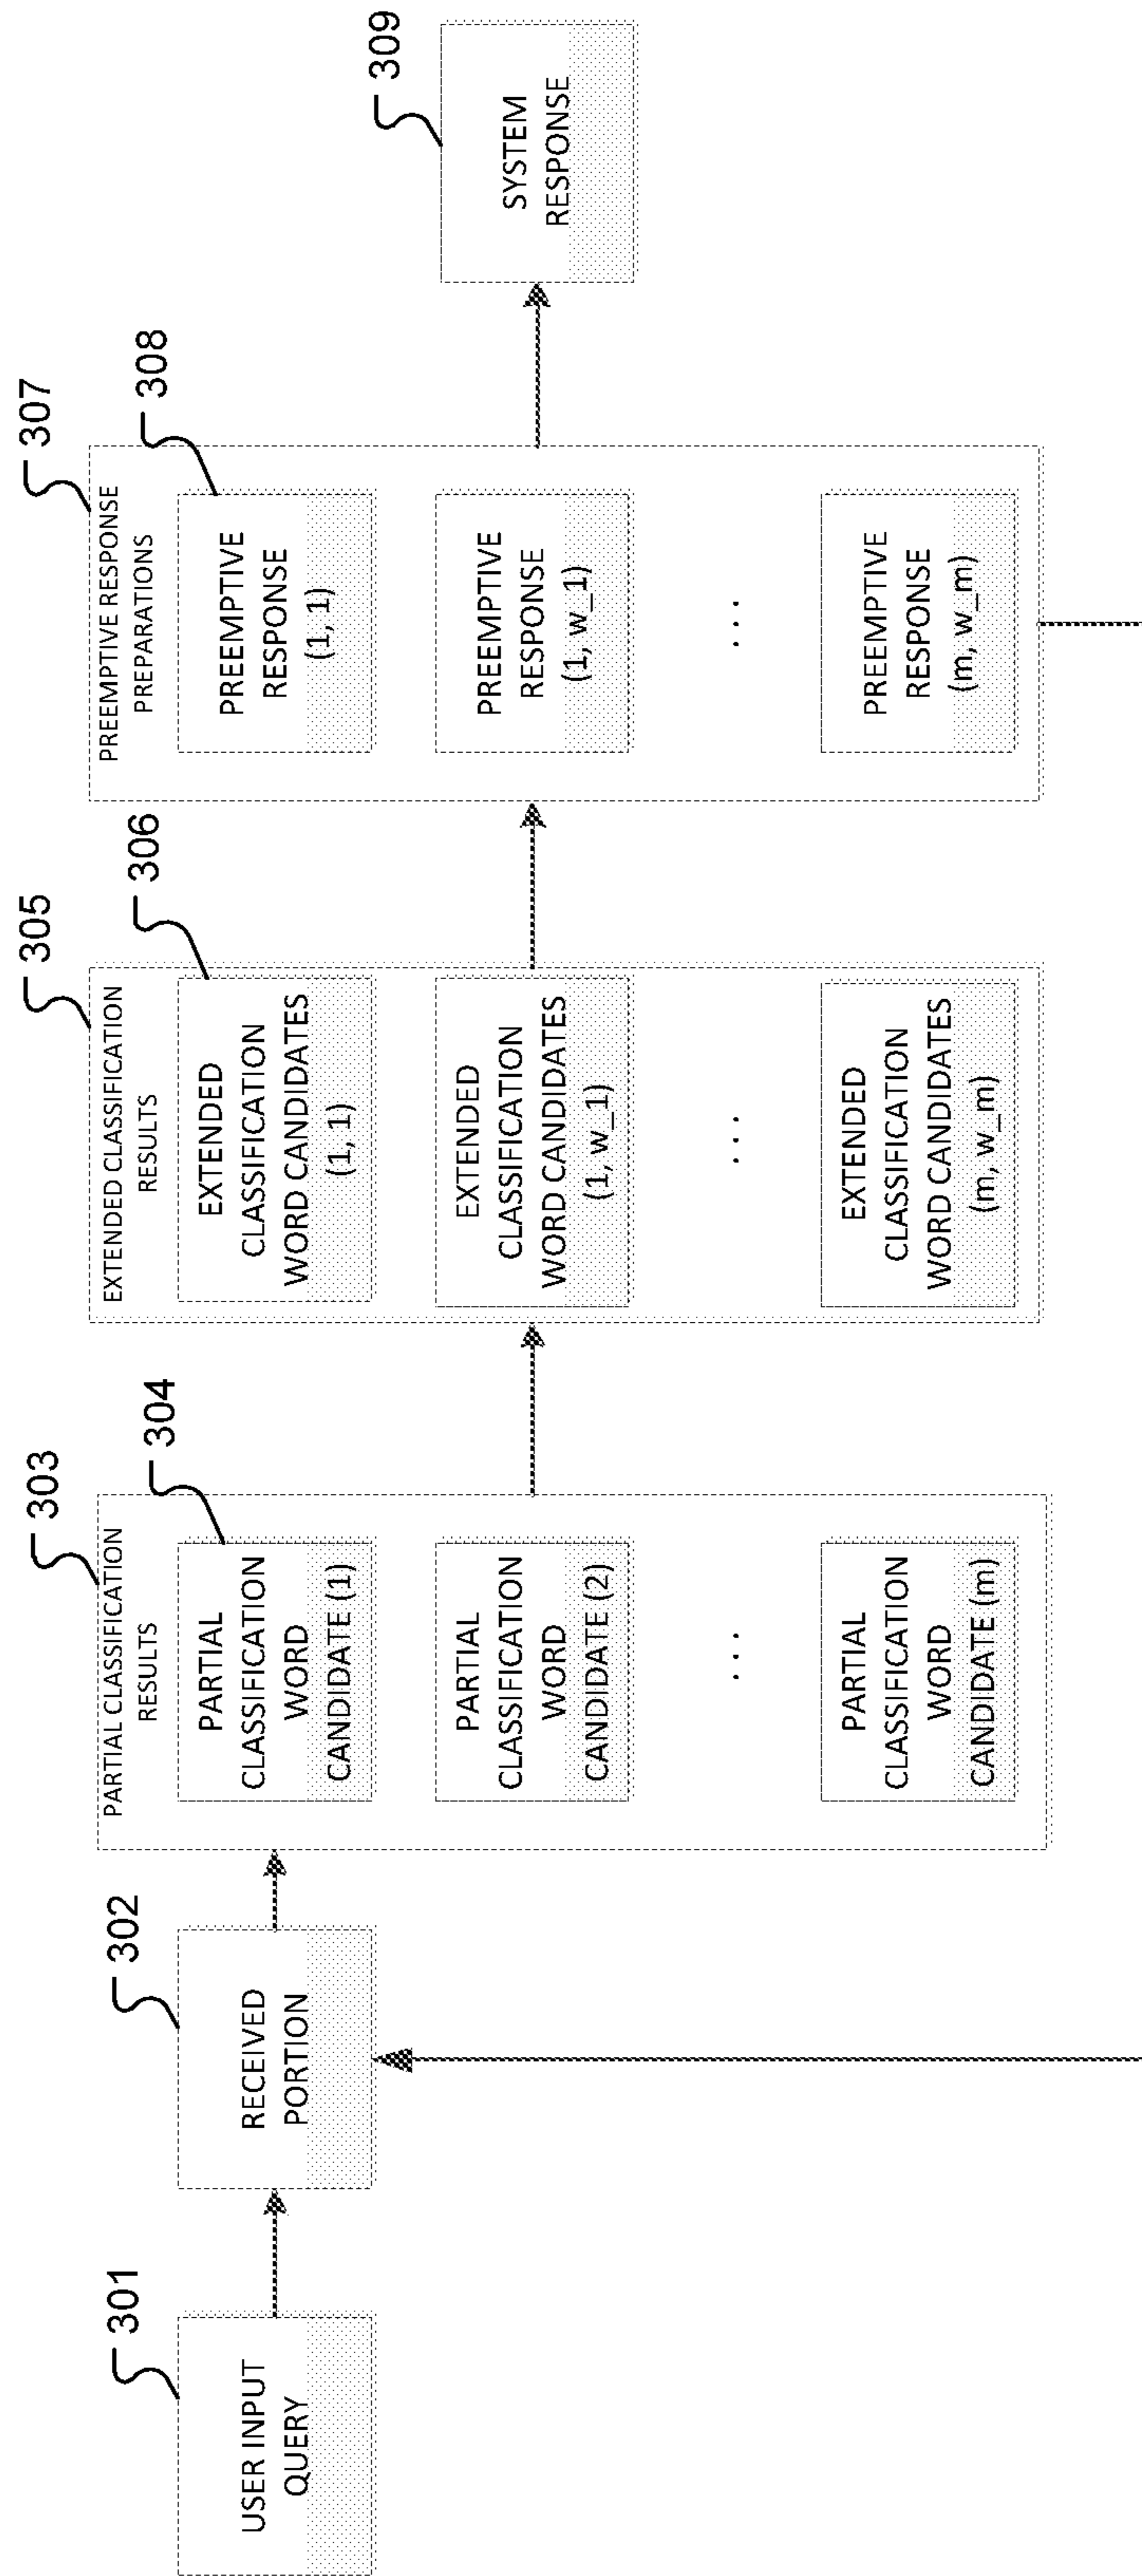 301
USER INPUT
QUERY
302
RECEIVED
PORTION
303
PARTIAL CLASSIFICATION
RESULTS
304
PARTIAL
CLASSIFICATION
WORD
CANDIDATE (1)
PARTIAL
CLASSIFICATION
WORD
CANDIDATE (2)
...
PARTIAL
CLASSIFICATION
WORD
CANDIDATE (m)
305
EXTENDED CLASSIFICATION
RESULTS
306
EXTENDED
CLASSIFICATION
WORD CANDIDATES
(1, 1)
EXTENDED
CLASSIFICATION
WORD CANDIDATES
(1, w_1)
...
EXTENDED
CLASSIFICATION
WORD CANDIDATES
(m, w_m)
307
PREEMPTIVE RESPONSE
PREPARATIONS
308
PREEMPTIVE
RESPONSE
(1, 1)
PREEMPTIVE
RESPONSE
(1, w_1)
...
PREEMPTIVE
RESPONSE
(m, w_m)
309
SYSTEM
RESPONSE